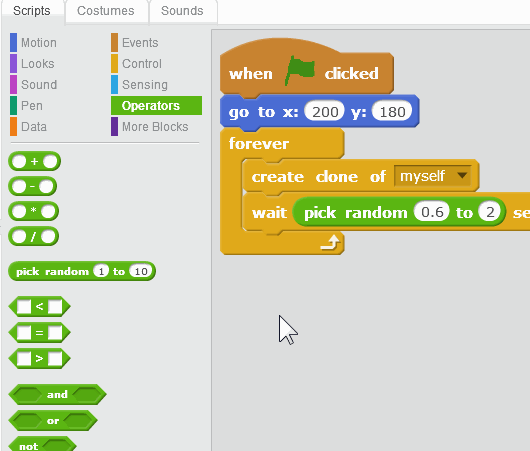 Scripts Costumes Sounds
Motion Events
Looks Control
Sound Sensing
Pen Operators
Data More Blocks
+
-
*
/
pick random 1 to 10
<
=
>
and
or
not
when clicked
go to x: 200 y: 180
forever
create clone of myself
wait pick random 0.6 to 2 se